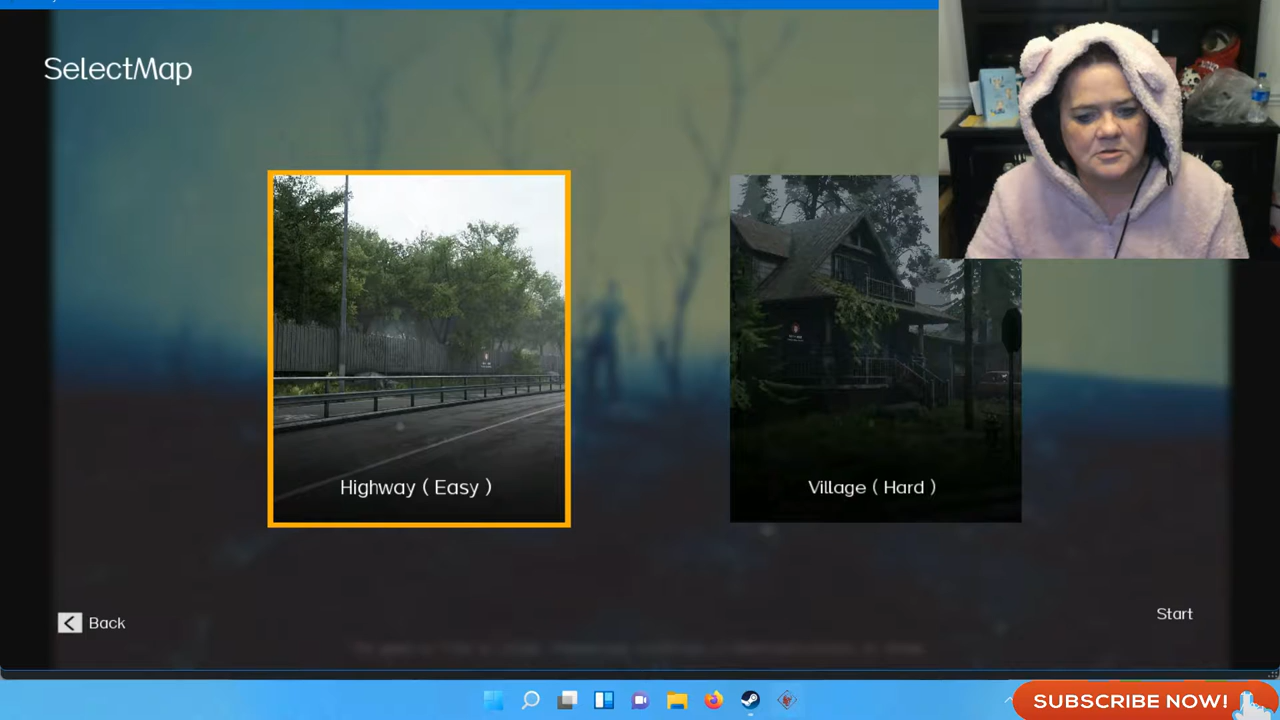 SelectMap
Highway ( Easy )
Village ( Hard )
Back
Start
SUBSCRIBE NOW!